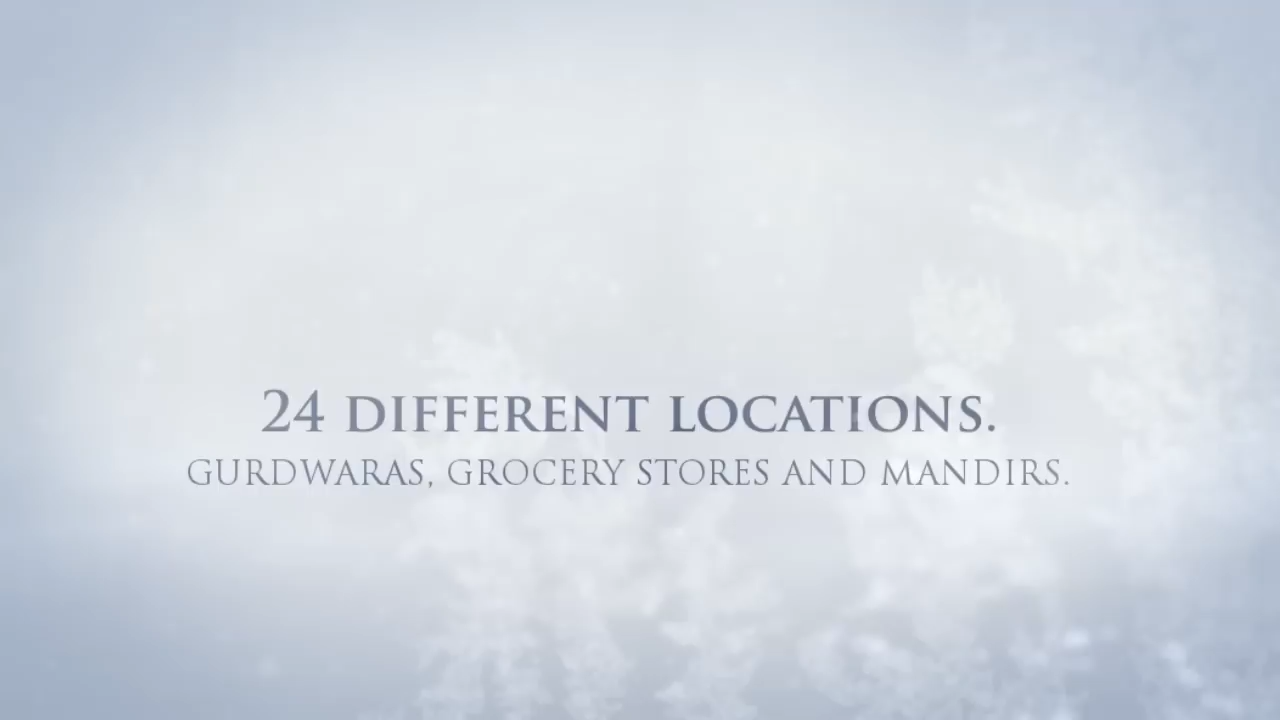 24 DIFFERENT LOCATIONS.
GURDWARAS, GROCERY STORES AND MANDIRS.